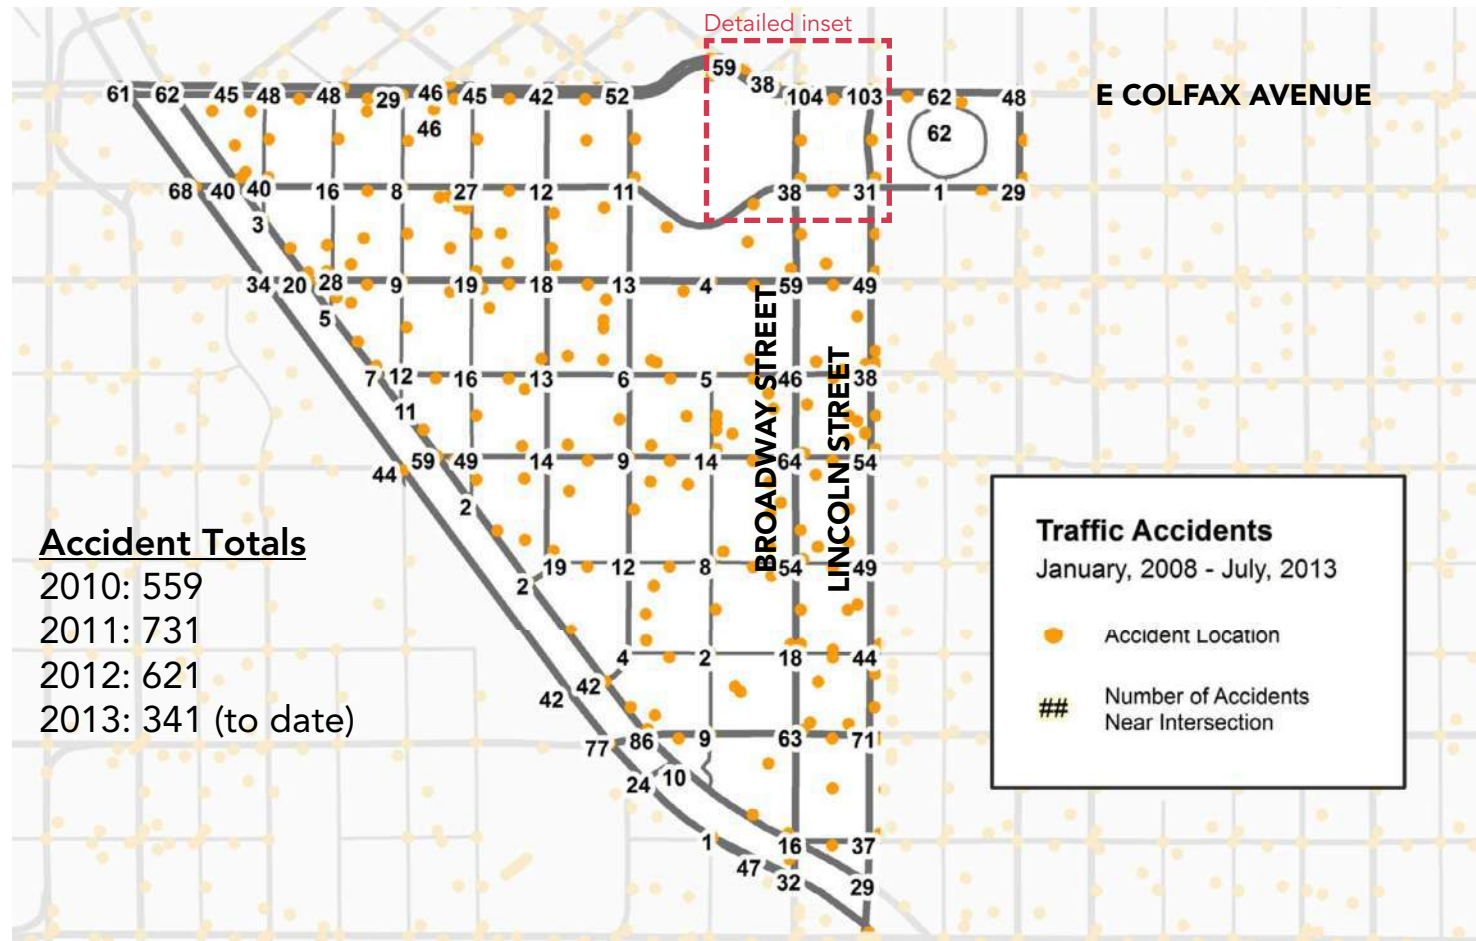 Detailed inset
59
38
61 62 45 48 48 29 46 45 42 52 104 103 62 48
E COLFAX AVENUE
46
62
68 40 40 16 8 27 12 11 38 31 1 29
3
34 20 28 9 19 18 13 4 59 49
5
BROADWAY STREET
LINCOLN STREET
7 12 16 13 6 5 46 38
11
59 49 14 9 14 64 54
44
2
19 12 8 54 49
2
4 2 18 44
42
42
77 86 9 63 71
24 10
1 16 37
47
32 29
Accident Totals
2010: 559
2011: 731
2012: 621
2013: 341 (to date)
Traffic Accidents
January, 2008 - July, 2013
Accident Location
## Number of Accidents
Near Intersection